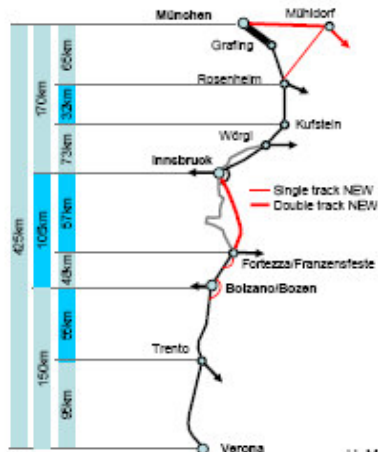 München
Mühldorf
Grafing
Rosenheim
Kufstein
Wörgl
Innsbruck
Single track NEW
Double track NEW
Fortezza/Franzensfeste
Bolzano/Bozen
Trento
Verona
425km
170km
105km
150km
65km
32km
73km
57km
48km
55km
95km